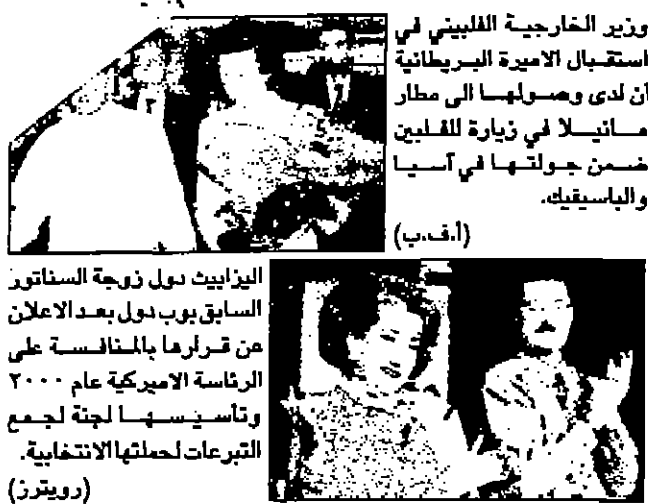 وزير الخارجية الفلبيني في
استقبال الاميرة البريطانية
آن لدى وصولها الى مطار
مانيلا في زيارة للفلبين
ضمن جولتها في آسيا
والباسيفيك.
(أ.ف.ب)
اليزابيث دول زوجة السناتور
السابق بوب دول بعد الاعلان
عن قرارها بالمنافسة على
الرئاسة الاميركية عام ٢٠٠٠
وتأسيسها لجنة لجمع
التبرعات لحملتها الانتخابية.
(رويترز)